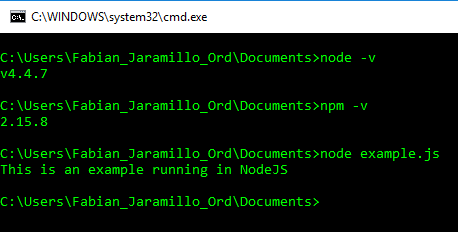 C:\WINDOWS\system32\cmd.exe
C:\Users\Fabian_Jaramillo_Ord\Documents>node -v
v4.4.7
C:\Users\Fabian_Jaramillo_Ord\Documents>npm -v
2.15.8
C:\Users\Fabian_Jaramillo_Ord\Documents>node example.js
This is an example running in NodeJS
C:\Users\Fabian_Jaramillo_Ord\Documents>